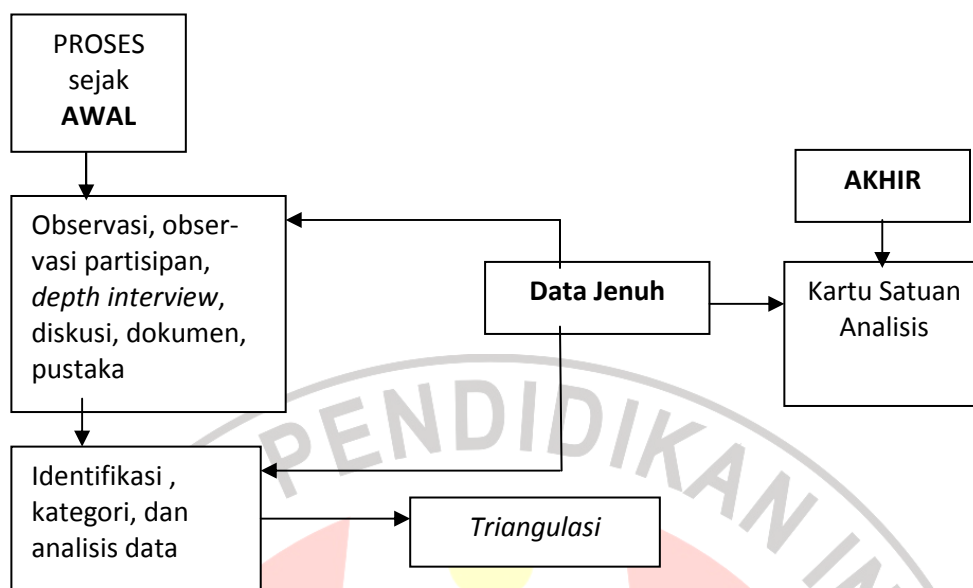 PROSES
sejak
AWAL
Observasi, obser-
vasi partisipan,
depth interview,
diskusi, dokumen,
pustaka
Identifikasi ,
kategori, dan
analisis data
Data Jenuh
Triangulasi
AKHIR
Kartu Satuan
Analisis
PENDIDIKAN IN